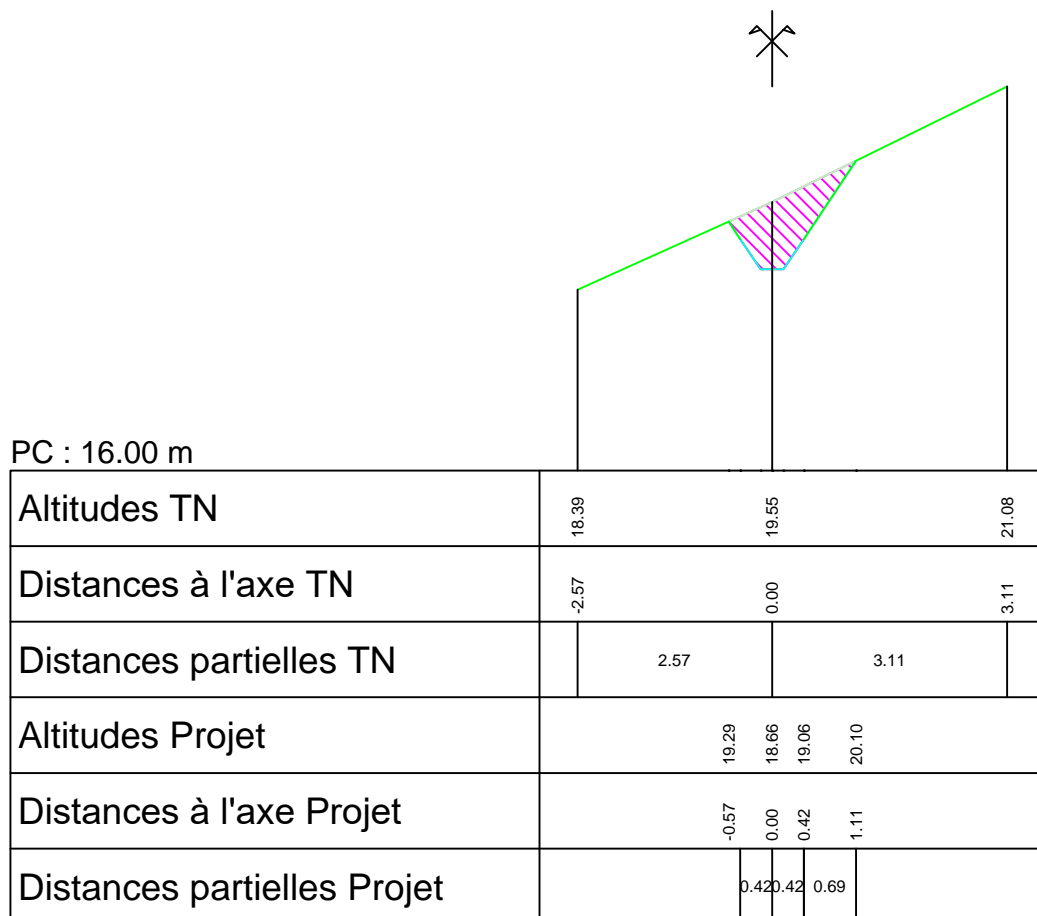 PC : 16.00 m
Altitudes TN 18.39 19.55 21.08
Distances à l'axe TN -2.57 0.00 3.11
Distances partielles TN 2.57 3.11
Altitudes Projet 19.29 18.66 19.06 20.10
Distances à l'axe Projet -0.57 0.00 0.42 1.11
Distances partielles Projet 0.42 0.42 0.69